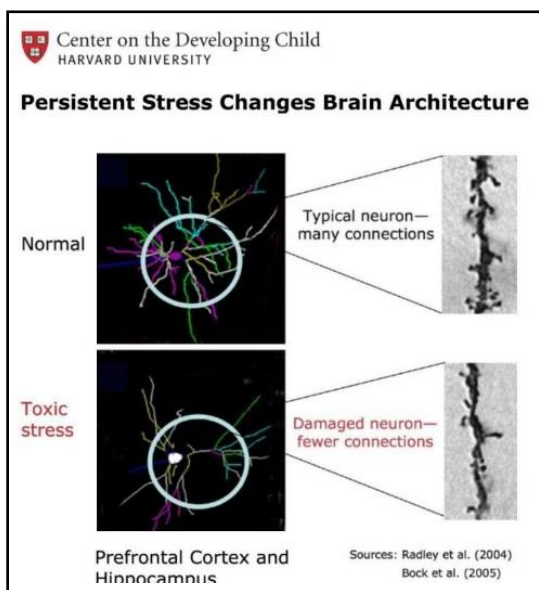 Center on the Developing Child
HARVARD UNIVERSITY
Persistent Stress Changes Brain Architecture
Normal
Typical neuron—
many connections
Toxic
stress
Damaged neuron—
fewer connections
Prefrontal Cortex and
Hippocampus
Sources: Radley et al. (2004)
Bock et al. (2005)